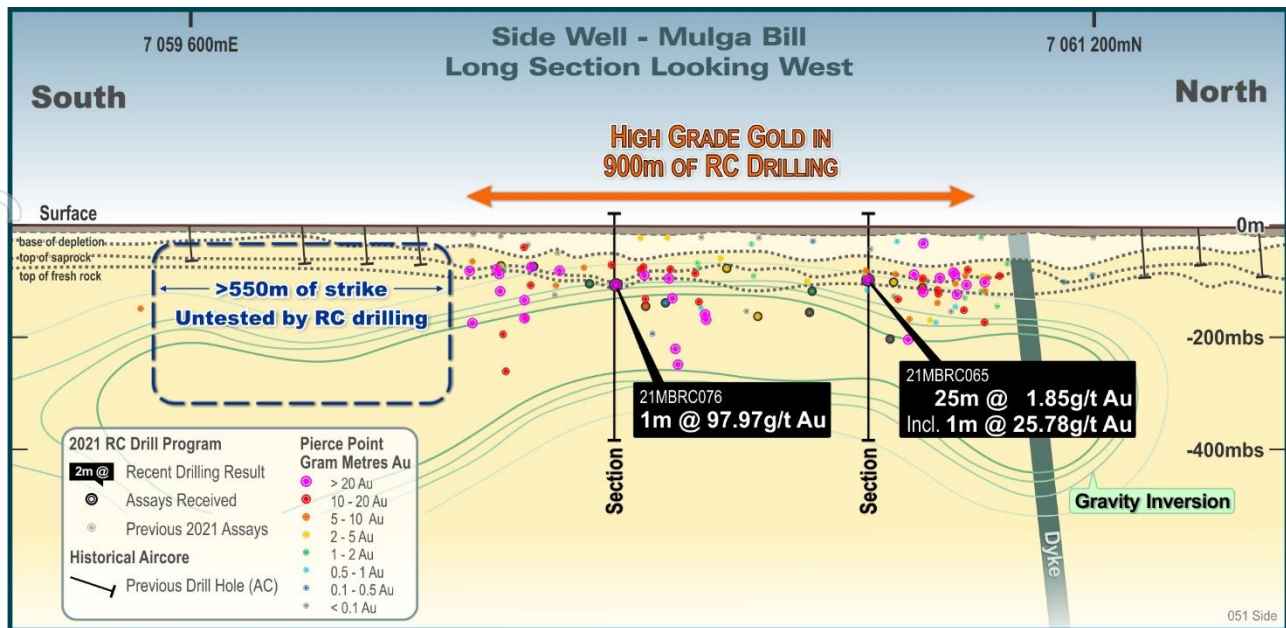 7 059 600mE
Side Well - Mulga Bill
Long Section Looking West
7 061 200mN
South
North
HIGH GRADE GOLD IN
900m OF RC DRILLING
Surface
0m
base of depletion
top of saprock
top of fresh rock
>550m of strike
Untested by RC drilling
-200mbs
21MBRC076
1m @ 97.97g/t Au
21MBRC065
25m @ 1.85g/t Au
Incl. 1m @ 25.78g/t Au
-400mbs
Section
Section
Gravity Inversion
Dyke
2021 RC Drill Program
2m @ Recent Drilling Result
Assays Received
Previous 2021 Assays
Historical Aircore
Previous Drill Hole (AC)
Pierce Point
Gram Metres Au
> 20 Au
10 - 20 Au
5 - 10 Au
2 - 5 Au
1 - 2 Au
0.5 - 1 Au
0.1 - 0.5 Au
< 0.1 Au
051 Side